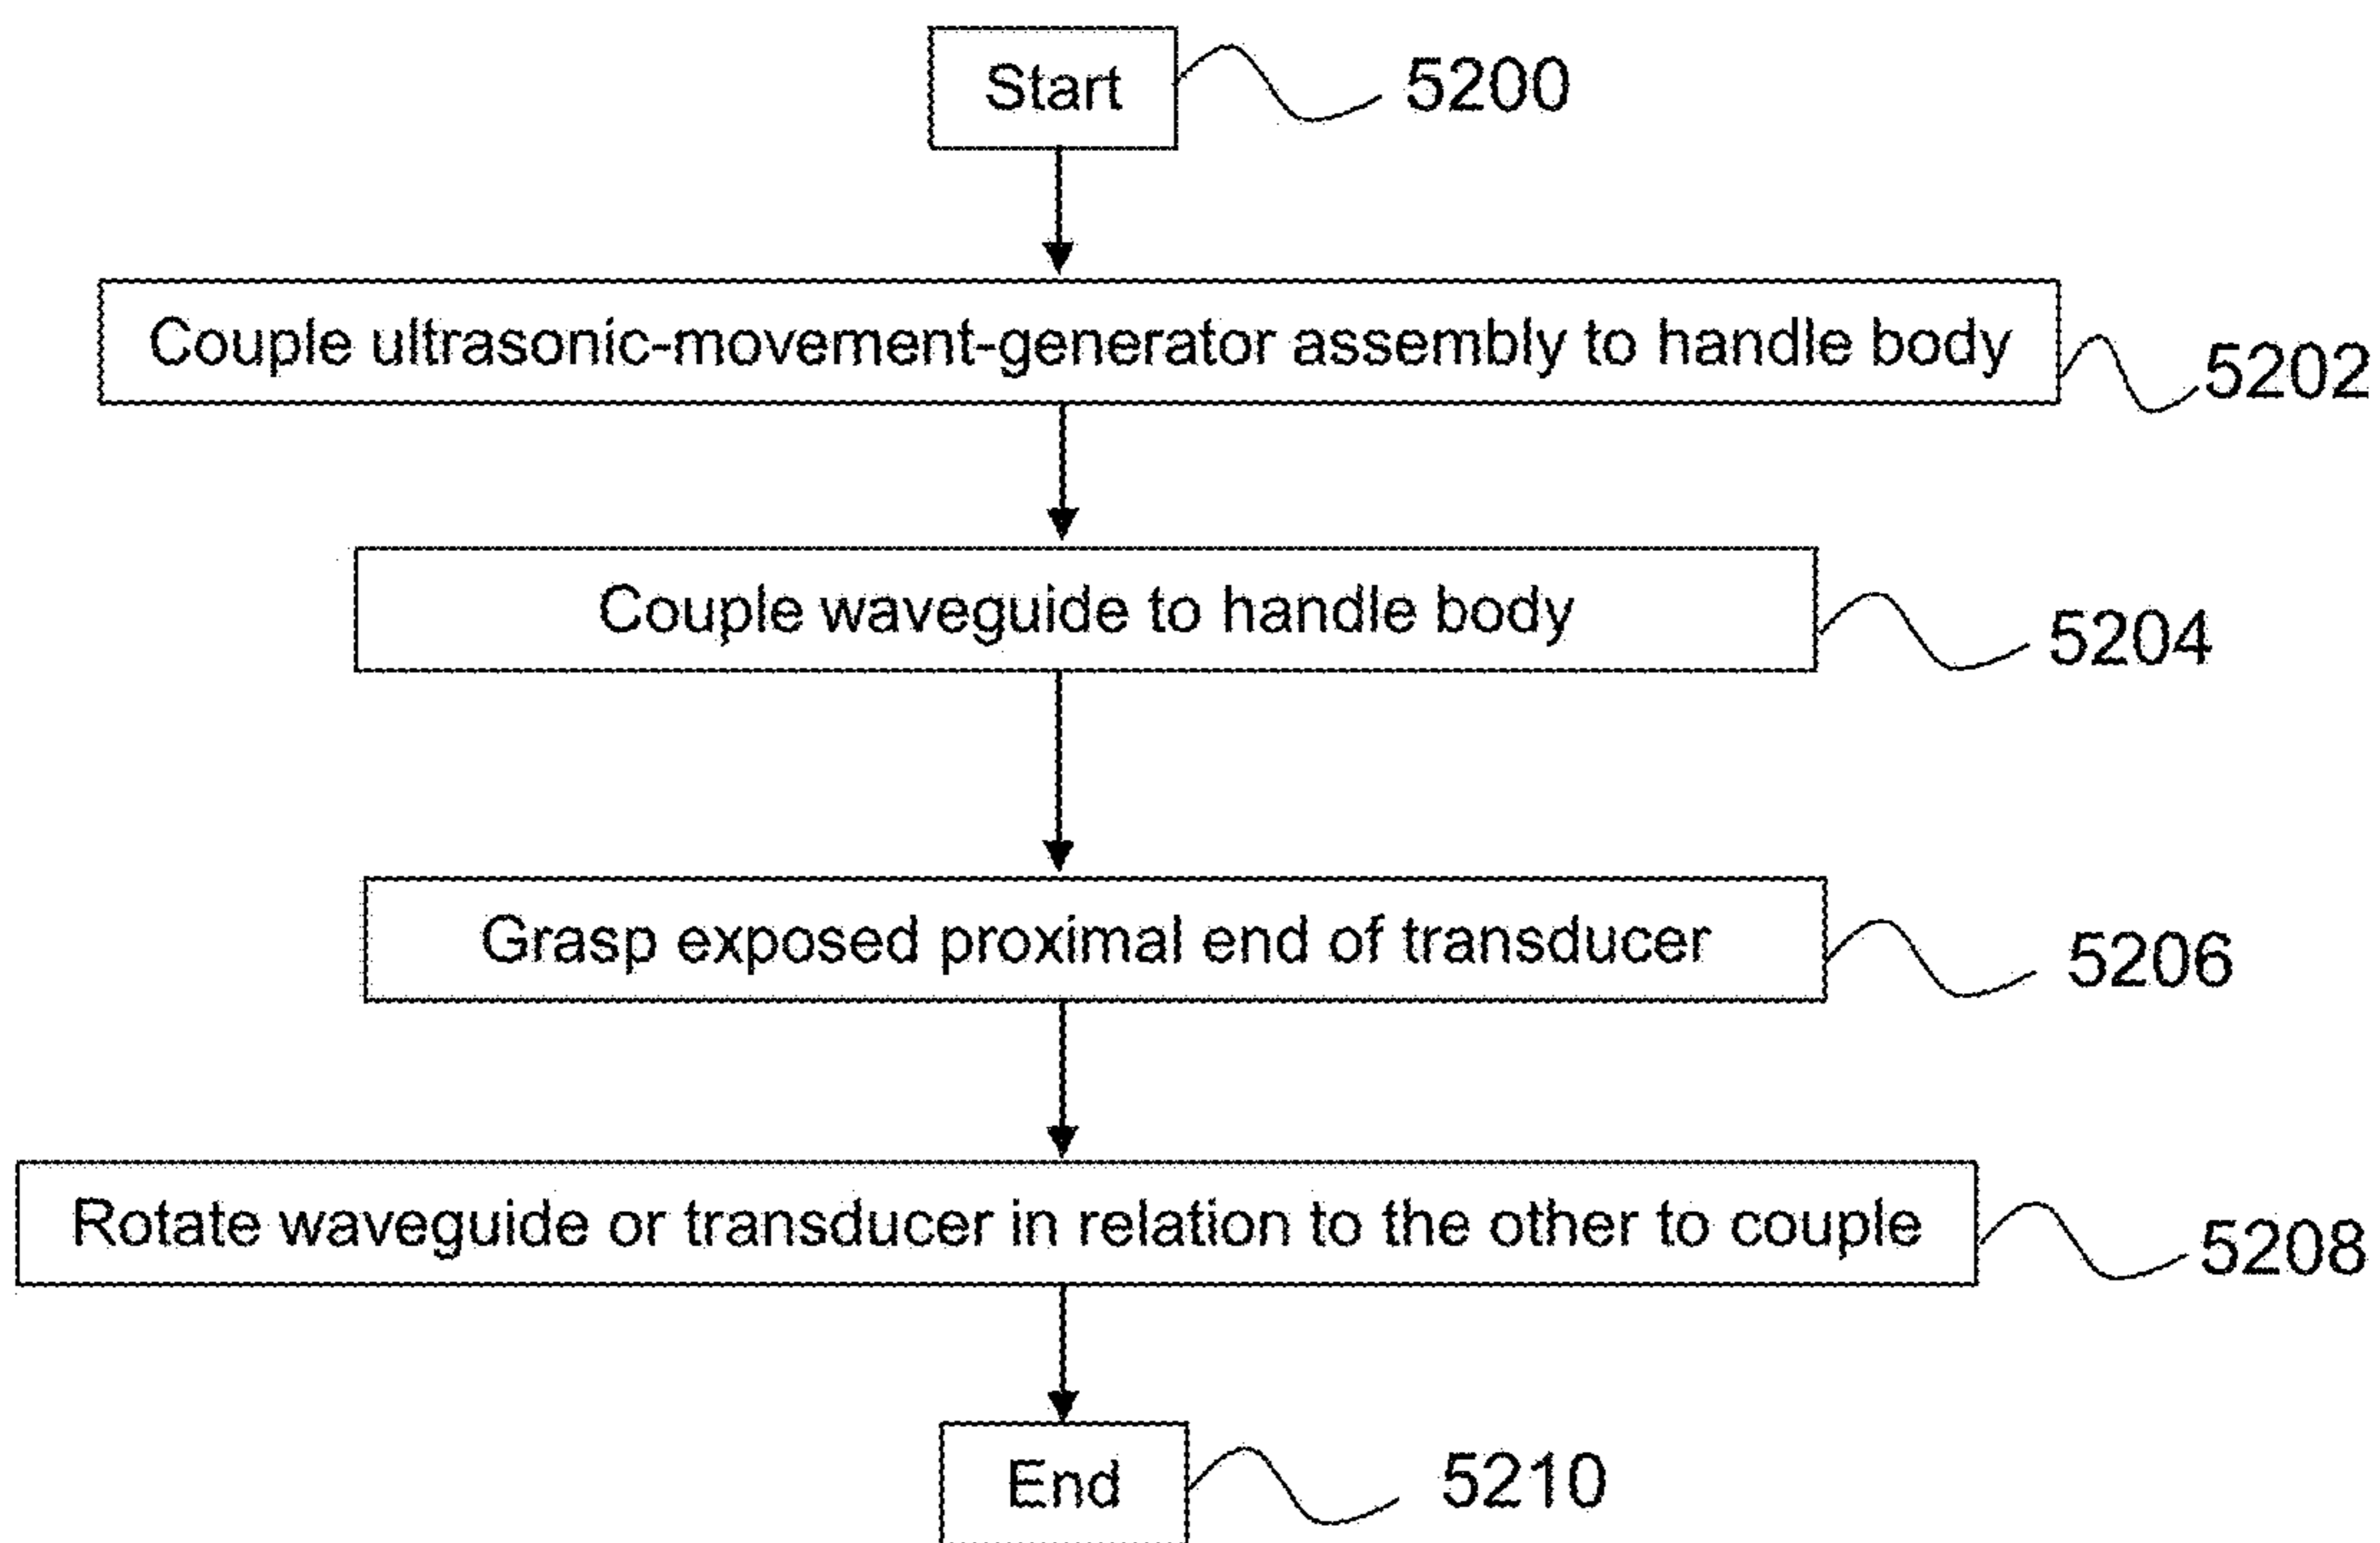 Start 5200
Couple ultrasonic-movement-generator assembly to handle body 5202
Couple waveguide to handle body 5204
Grasp exposed proximal end of transducer 5206
Rotate waveguide or transducer in relation to the other to couple 5208
End 5210